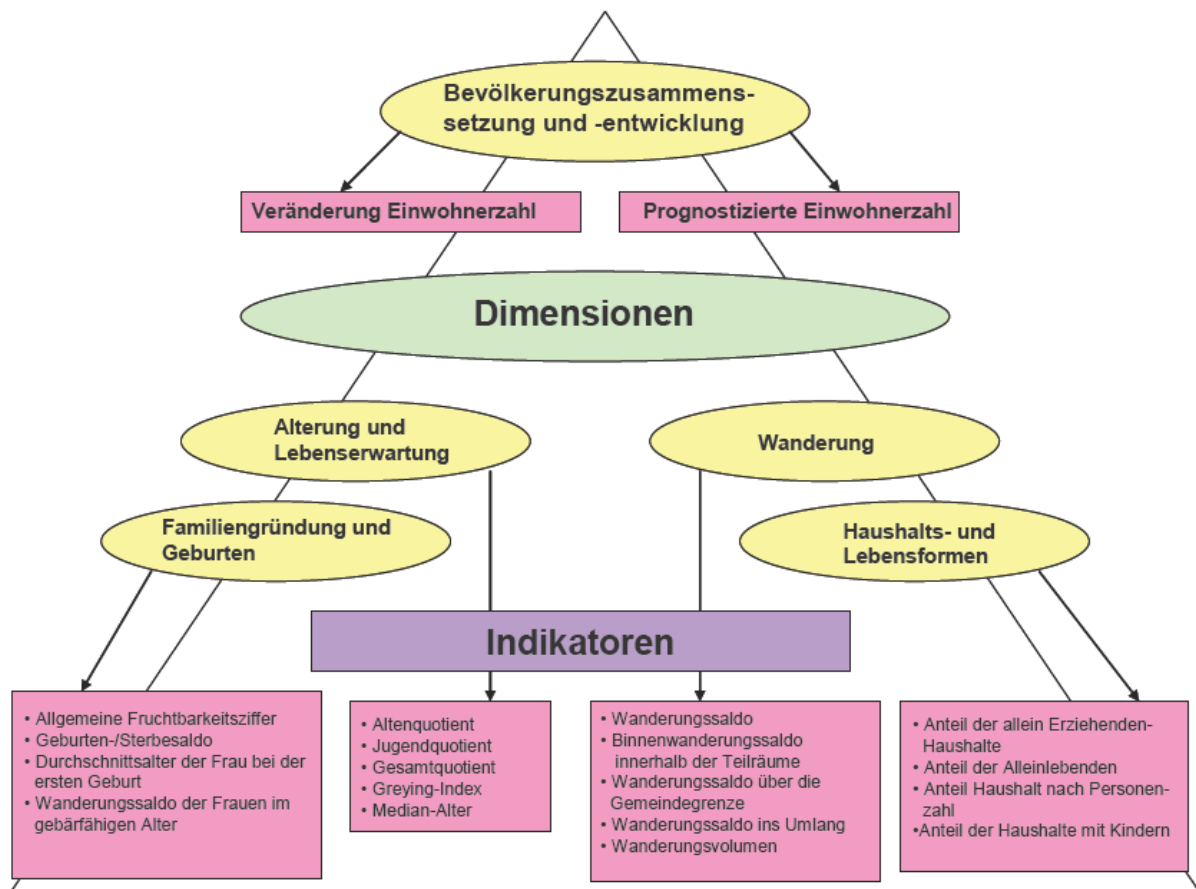 Bevölkerungszusammens-
setzung und -entwicklung
Veränderung Einwohnerzahl
Prognostizierte Einwohnerzahl
Dimensionen
Alterung und
Lebenserwartung
Wanderung
Familiengründung und
Geburten
Haushalts- und
Lebensformen
Indikatoren
• Allgemeine Fruchtbarkeitsziffer
• Geburten-/Sterbesaldo
• Durchschnittsalter der Frau bei der
ersten Geburt
• Wanderungssaldo der Frauen im
gebärfähigen Alter
• Altenquotient
• Jugendquotient
• Gesamtquotient
• Greying-Index
• Median-Alter
• Wanderungssaldo
• Binnenwanderungssaldo
innerhalb der Teilräume
• Wanderungssaldo über die
Gemeindegrenze
• Wanderungssaldo ins Umlang
• Wanderungsvolumen
• Anteil der allein Erziehenden-
Haushalte
• Anteil der Alleinlebenden
• Anteil Haushalt nach Personen-
zahl
•Anteil der Haushalte mit Kindern